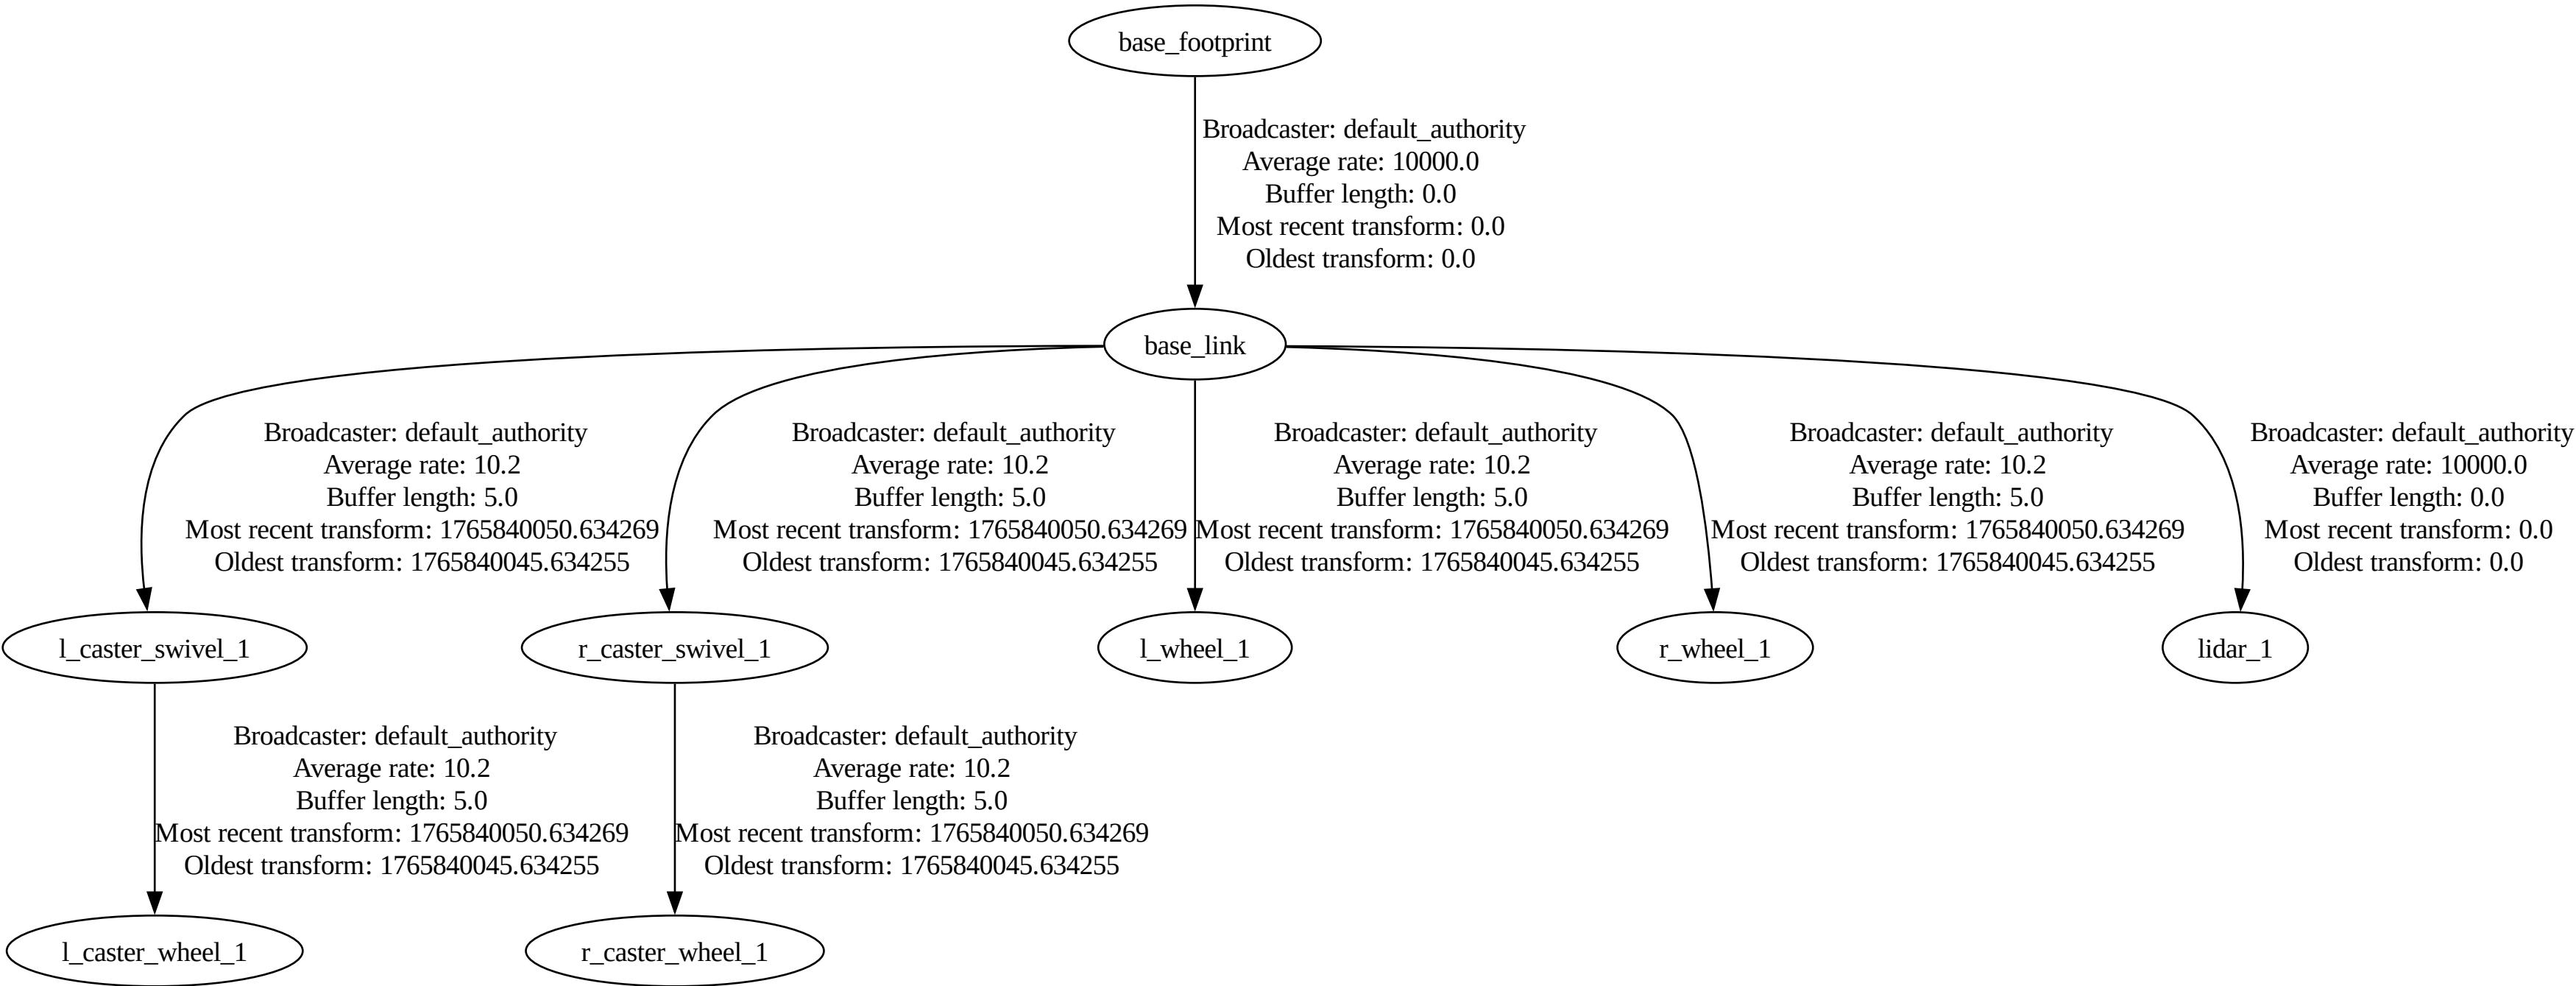 base_footprint
Broadcaster: default_authority
Average rate: 10000.0
Buffer length: 0.0
Most recent transform: 0.0
Oldest transform: 0.0
base_link
Broadcaster: default_authority
Average rate: 10.2
Buffer length: 5.0
Most recent transform: 1765840050.634269
Oldest transform: 1765840045.634255
Broadcaster: default_authority
Average rate: 10.2
Buffer length: 5.0
Most recent transform: 1765840050.634269
Oldest transform: 1765840045.634255
Broadcaster: default_authority
Average rate: 10.2
Buffer length: 5.0
Most recent transform: 1765840050.634269
Oldest transform: 1765840045.634255
Broadcaster: default_authority
Average rate: 10.2
Buffer length: 5.0
Most recent transform: 1765840050.634269
Oldest transform: 1765840045.634255
Broadcaster: default_authority
Average rate: 10000.0
Buffer length: 0.0
Most recent transform: 0.0
Oldest transform: 0.0
l_caster_swivel_1
r_caster_swivel_1
l_wheel_1
r_wheel_1
lidar_1
Broadcaster: default_authority
Average rate: 10.2
Buffer length: 5.0
Most recent transform: 1765840050.634269
Oldest transform: 1765840045.634255
Broadcaster: default_authority
Average rate: 10.2
Buffer length: 5.0
Most recent transform: 1765840050.634269
Oldest transform: 1765840045.634255
l_caster_wheel_1
r_caster_wheel_1